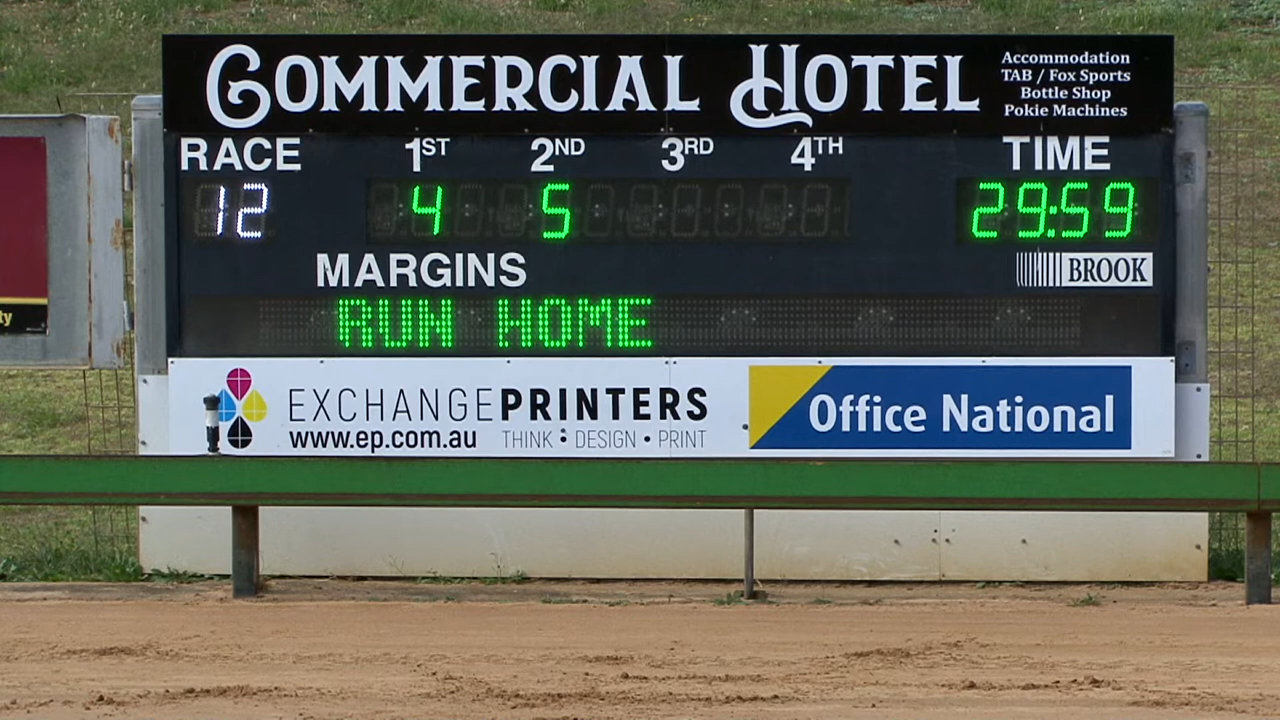 COMMERCIAL HOTEL
Accommodation
TAB / Fox Sports
Bottle Shop
Pokie Machines
RACE 1ST 2ND 3RD 4TH TIME
12 4 5 29:59
MARGINS
BROOK
RUN HOME
ty
EXCHANGEPRINTERS
www.ep.com.au THINK • DESIGN • PRINT
Office National